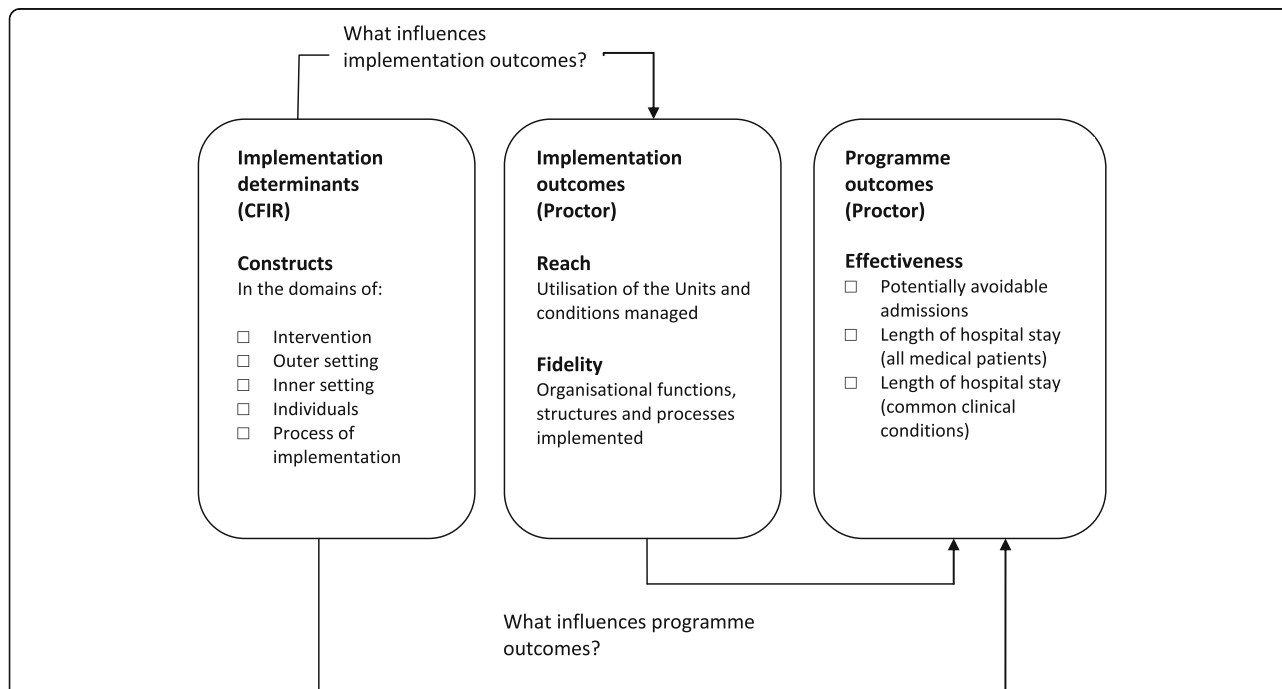 What influences
implementation outcomes?
Implementation
determinants
(CFIR)
Constructs
In the domains of:
□ Intervention
□ Outer setting
□ Inner setting
□ Individuals
□ Process of
implementation
Implementation
outcomes
(Proctor)
Reach
Utilisation of the Units and
conditions managed
Fidelity
Organisational functions,
structures and processes
implemented
Programme
outcomes
(Proctor)
Effectiveness
□ Potentially avoidable
admissions
□ Length of hospital stay
(all medical patients)
□ Length of hospital stay
(common clinical
conditions)
What influences programme
outcomes?